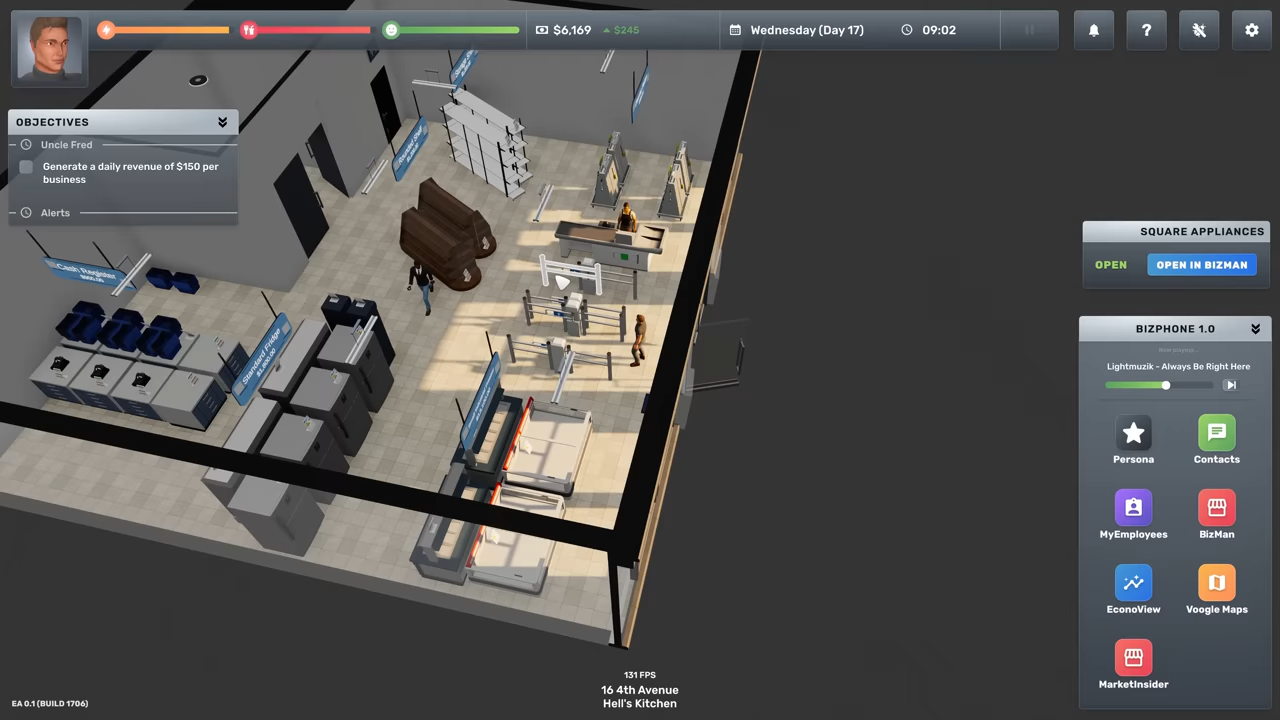 $6,169
$245
Wednesday (Day 17)
09:02
?
OBJECTIVES
Uncle Fred
Generate a daily revenue of $150 per
business
Alerts
Cash Register
Standard Fridge
SQUARE APPLIANCES
OPEN
OPEN IN BIZMAN
BIZPHONE 1.0
Now playing...
Lightmuzik - Always Be Right Here
Persona
Contacts
MyEmployees
BizMan
EconoView
Voogle Maps
MarketInsider
131 FPS
16 4th Avenue
Hell's Kitchen
EA 0.1 (BUILD 1706)